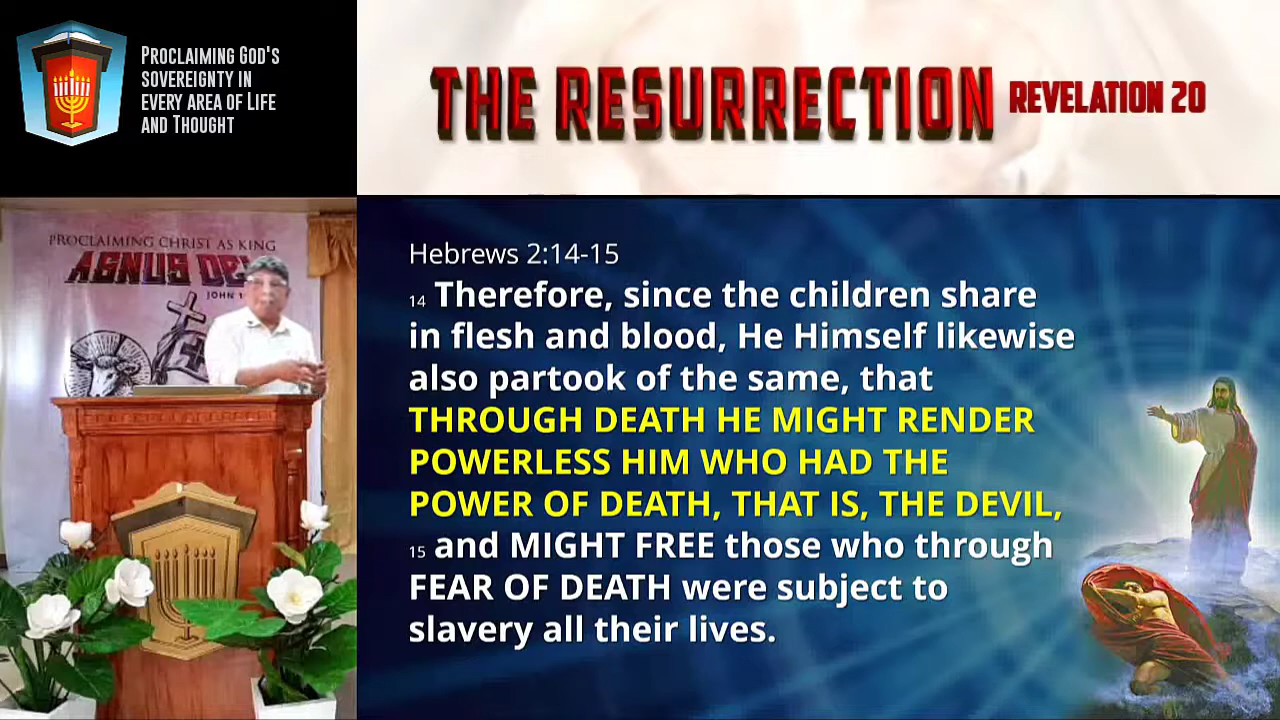 PROCLAIMING GOD'S
SOVEREIGNTY IN
EVERY AREA OF LIFE
AND THOUGHT
THE RESURRECTION REVELATION 20
PROCLAIMING CHRIST AS KING
AGNUS DE
JOHN 1
Hebrews 2:14-15
14 Therefore, since the children share
in flesh and blood, He Himself likewise
also partook of the same, that
THROUGH DEATH HE MIGHT RENDER
POWERLESS HIM WHO HAD THE
POWER OF DEATH, THAT IS, THE DEVIL,
15 and MIGHT FREE those who through
FEAR OF DEATH were subject to
slavery all their lives.